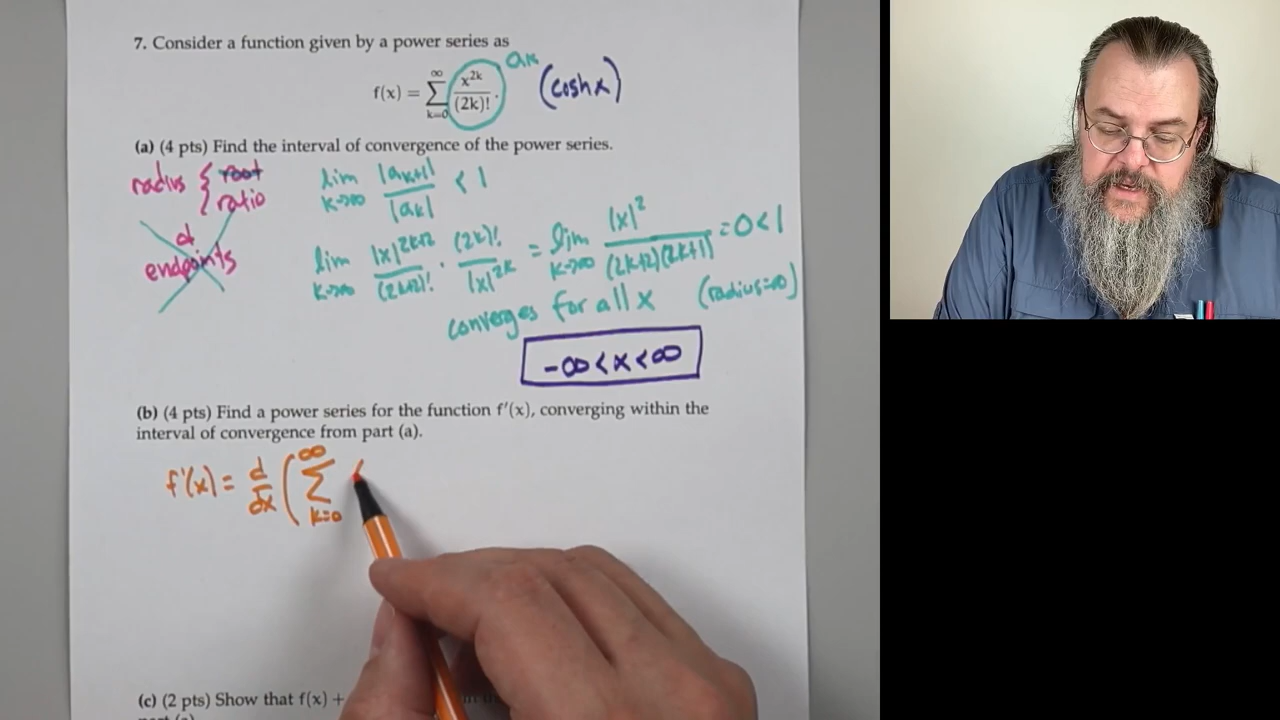 7. Consider a function given by a power series as
f(x) = ∑_{k=0}^{∞} x^{2k}/(2k)!. a_k (cosh x)
(a) (4 pts) Find the interval of convergence of the power series.
radius { root ratio
lim_{k→∞} |a_{k+1}|/|a_k| < 1
& endpoints
lim_{k→∞} |x|^{2k+2}/(2k+2)! · (2k)!/|x|^{2k} = lim_{k→∞} |x|^2/((2k+2)(2k+1)) = 0 < 1
converges for all x (radius=∞)
-∞ < x < ∞
(b) (4 pts) Find a power series for the function f′(x), converging within the
interval of convergence from part (a).
f'(x) = d/dx ( ∑_{k=0}^{∞}
(c) (2 pts) Show that f(x) +